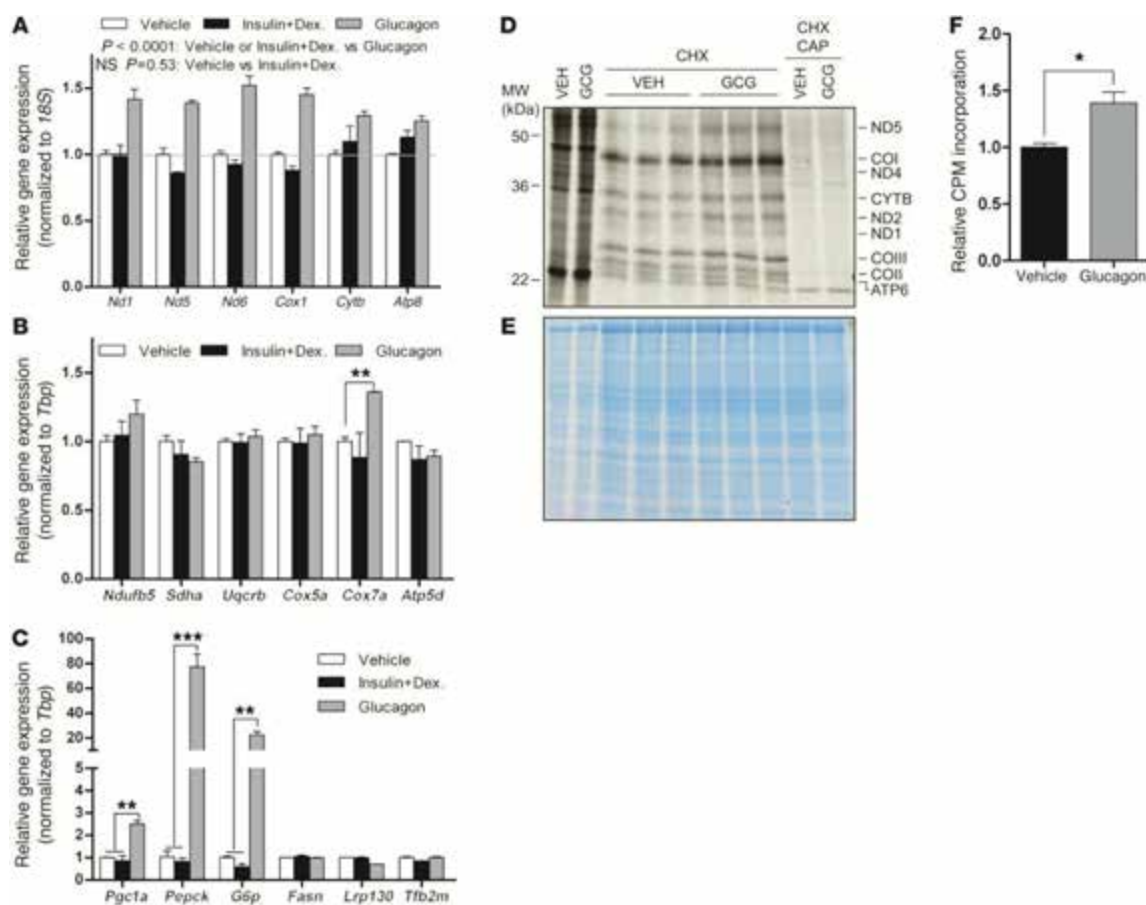 A
Vehicle Insulin+Dex. Glucagon
P < 0.0001: Vehicle or Insulin+Dex. vs Glucagon
NS P=0.53: Vehicle vs Insulin+Dex.
Relative gene expression
(normalized to 18S)
1.5
1.0
0.5
0.0
Nd1 Nd5 Nd6 Cox1 Cytb Atp8
B
Vehicle Insulin+Dex. Glucagon
**
Relative gene expression
(normalized to Tbp)
1.5
1.0
0.5
0.0
Ndufb5 Sdha Uqcrb Cox5a Cox7a Atp5d
C
Vehicle
Insulin+Dex.
Glucagon
Relative gene expression
(normalized to Tbp)
100
80
60
40
20
5
4
3
2
1
0
**
***
**
Pgc1a Pepck G6p Fasn Lrp130 Tfb2m
D
CHX
CHX
CAP
VEH
GCG
VEH GCG
VEH
GCG
MW
(kDa)
50
36
22
ND5
COI
ND4
CYTB
ND2
ND1
COIII
COII
ATP6
E
F
Relative CPM incorporation
2.0
1.5
1.0
0.5
0.0
*
Vehicle Glucagon